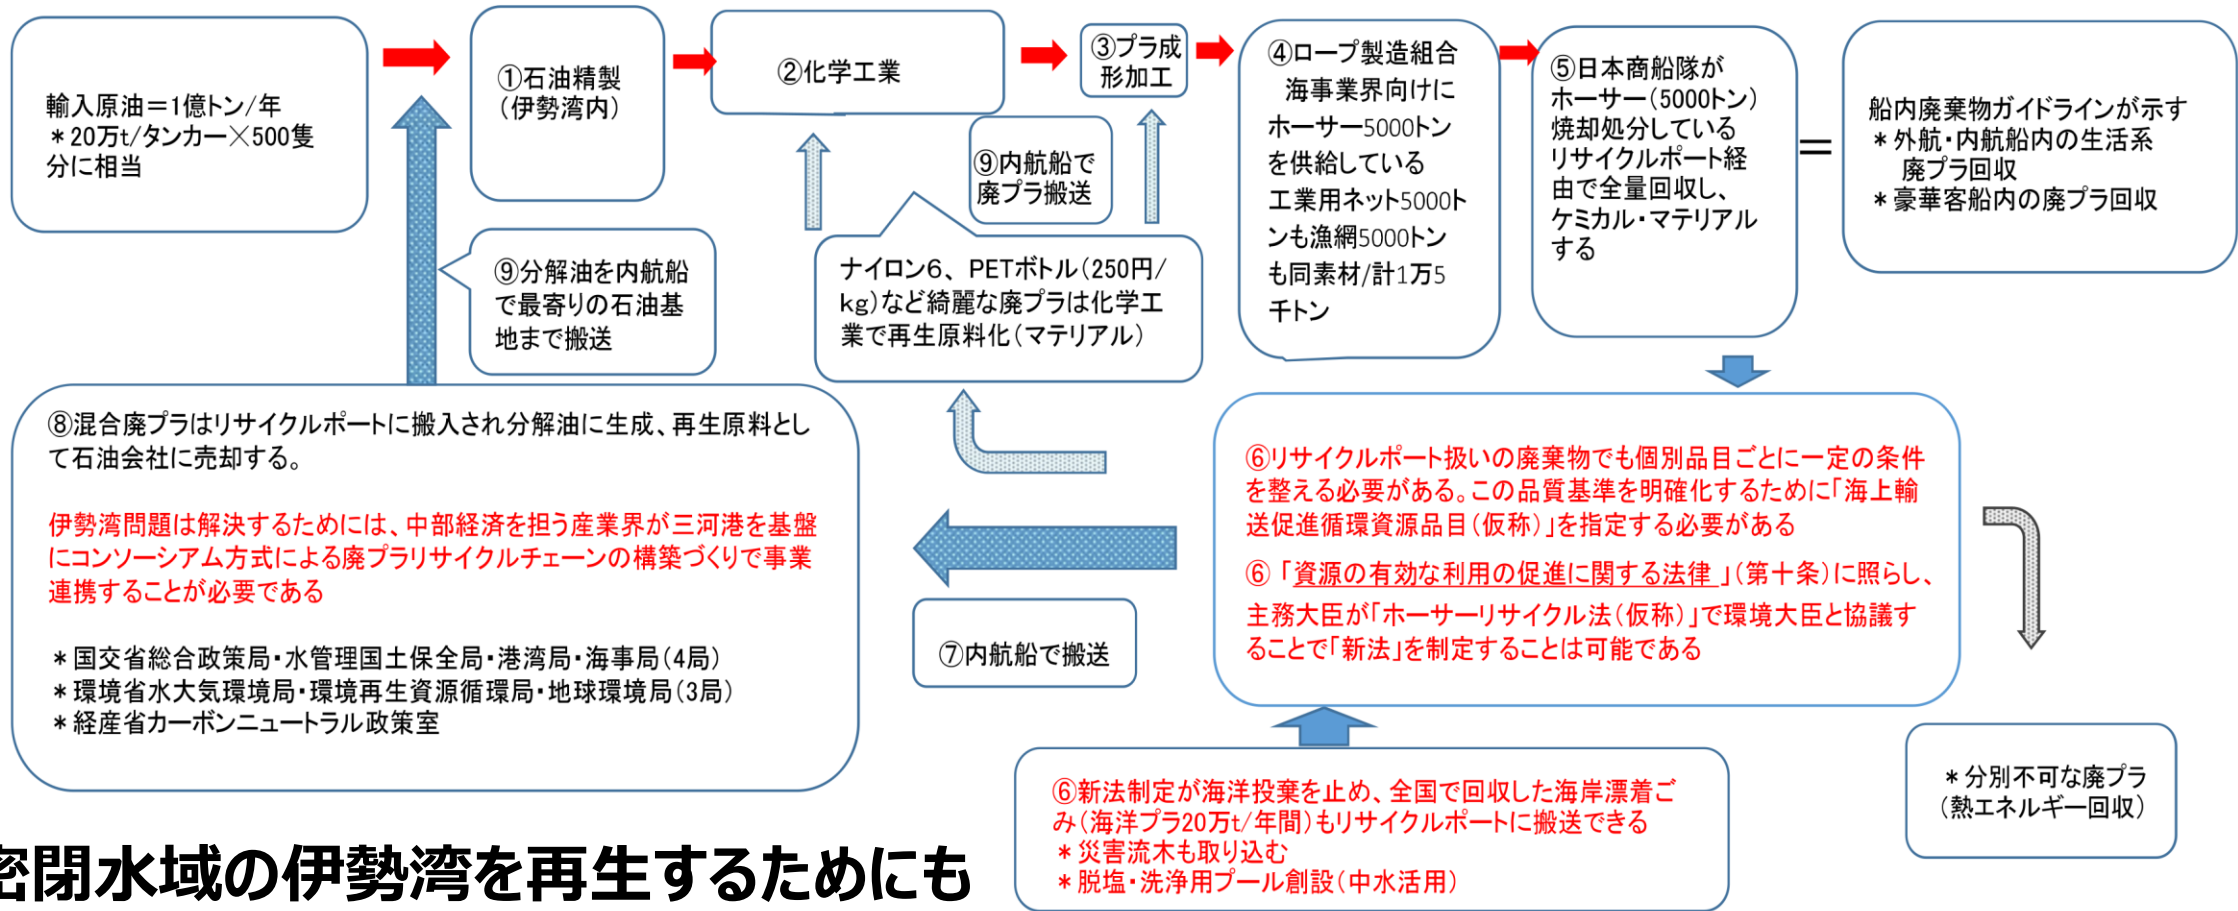 輸入原油＝1億トン/年
＊20万t/タンカー×500隻
分に相当
①石油精製
(伊勢湾内)
②化学工業
③プラ成
形加工
④ロープ製造組合
海事業界向けに
ホーサー5000トン
を供給している
工業用ネット5000ト
ンも漁網5000トン
も同素材/計1万5
千トン
⑤日本商船隊が
ホーサー(5000トン)
焼却処分している
リサイクルポート経
由で全量回収し、
ケミカル・マテリアル
する
＝
船内廃棄物ガイドラインが示す
＊外航・内航船内の生活系
廃プラ回収
＊豪華客船内の廃プラ回収
⑨内航船で
廃プラ搬送
⑨分解油を内航船
で最寄りの石油基
地まで搬送
ナイロン6、PETボトル(250円/
kg)など綺麗な廃プラは化学工
業で再生原料化(マテリアル)
⑧混合廃プラはリサイクルポートに搬入され分解油に生成、再生原料とし
て石油会社に売却する。
伊勢湾問題は解決するためには、中部経済を担う産業界が三河港を基盤
にコンソーシアム方式による廃プラリサイクルチェーンの構築づくりで事業
連携することが必要である
＊国交省総合政策局・水管理国土保全局・港湾局・海事局(4局)
＊環境省水大気環境局・環境再生資源循環局・地球環境局(3局)
＊経産省カーボンニュートラル政策室
⑦内航船で搬送
⑥リサイクルポート扱いの廃棄物でも個別品目ごとに一定の条件
を整える必要がある。この品質基準を明確化するために「海上輸
送促進循環資源品目(仮称)」を指定する必要がある
⑥「資源の有効な利用の促進に関する法律」(第十条)に照らし、
主務大臣が「ホーサーリサイクル法(仮称)」で環境大臣と協議す
ることで「新法」を制定することは可能である
⑥新法制定が海洋投棄を止め、全国で回収した海岸漂着ご
み(海洋プラ20万t/年間)もリサイクルポートに搬送できる
＊災害流木も取り込む
＊脱塩・洗浄用プール創設(中水活用)
＊分別不可な廃プラ
(熱エネルギー回収)
密閉水域の伊勢湾を再生するためにも